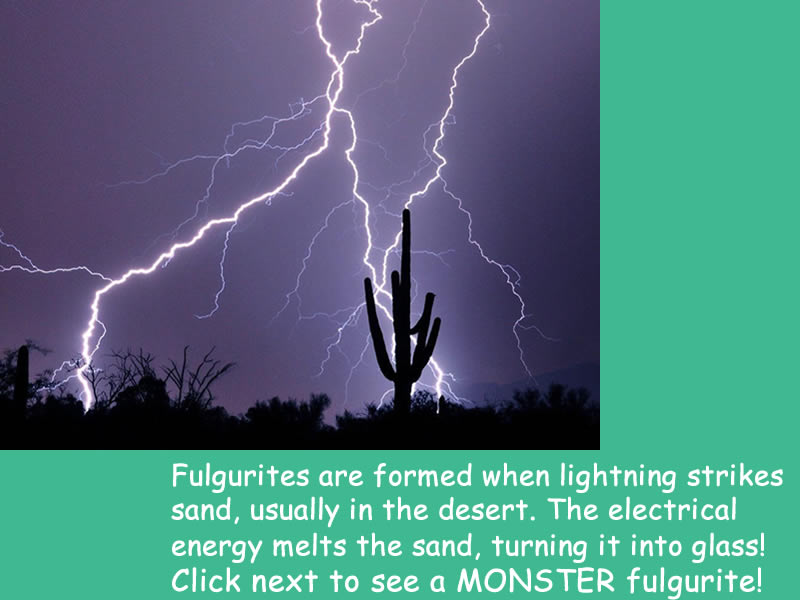 Fulgurites are formed when lightning strikes
sand, usually in the desert. The electrical
energy melts the sand, turning it into glass!
Click next to see a MONSTER fulgurite!